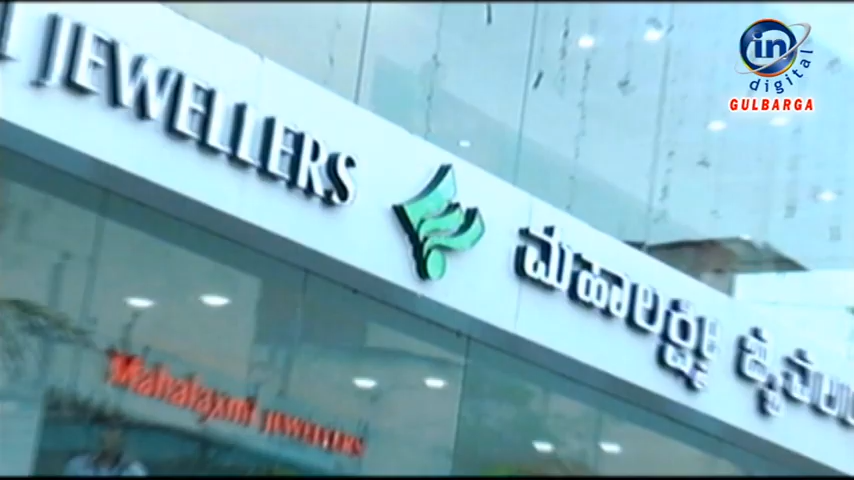 JEWELLERS
ಮಹಾಲಕ್ಷ್ಮೀ
Mahalaxmi JEWELLERS
in
digital
GULBARGA